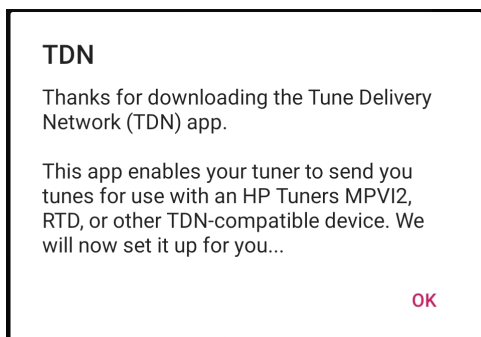 TDN
Thanks for downloading the Tune Delivery
Network (TDN) app.
This app enables your tuner to send you
tunes for use with an HP Tuners MPVI2,
RTD, or other TDN-compatible device. We
will now set it up for you...
OK